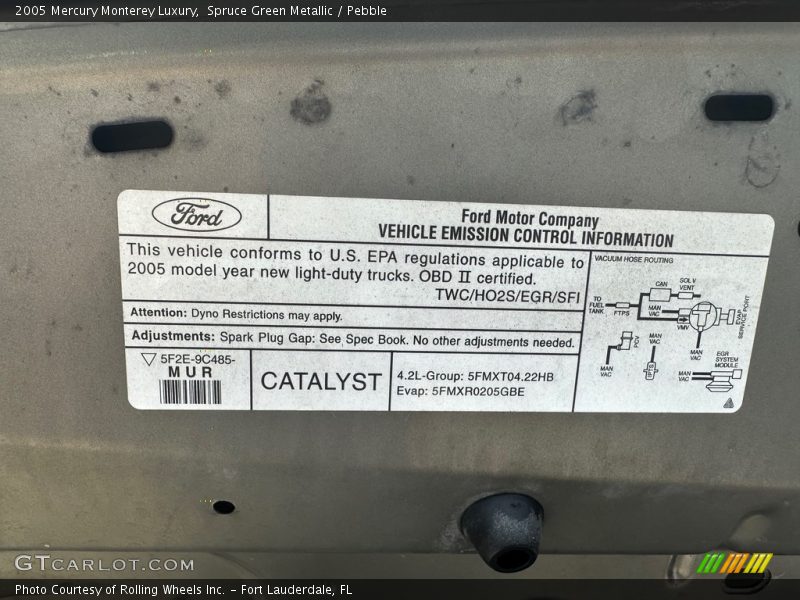 2005 Mercury Monterey Luxury, Spruce Green Metallic / Pebble
Ford
Ford Motor Company
VEHICLE EMISSION CONTROL INFORMATION
This vehicle conforms to U.S. EPA regulations applicable to
2005 model year new light-duty trucks. OBD II certified.
TWC/HO2S/EGR/SFI
Attention: Dyno Restrictions may apply.
Adjustments: Spark Plug Gap: See Spec Book. No other adjustments needed.
5F2E-9C485-
MUR
CATALYST
4.2L-Group: 5FMXT04.22HB
Evap: 5FMXR0205GBE
VACUUM HOSE ROUTING
TO
FUEL
TANK
FTPS
CAN
SOL V
VENT
MAN
VAC
VMV
EVAP
SERVICE PORT
MAN
VAC
PCV
MAN
VAC
MAN
VAC
EGR
SYSTEM
MODULE
MAN
VAC
GTCARLOT.COM
Photo Courtesy of Rolling Wheels Inc. – Fort Lauderdale, FL